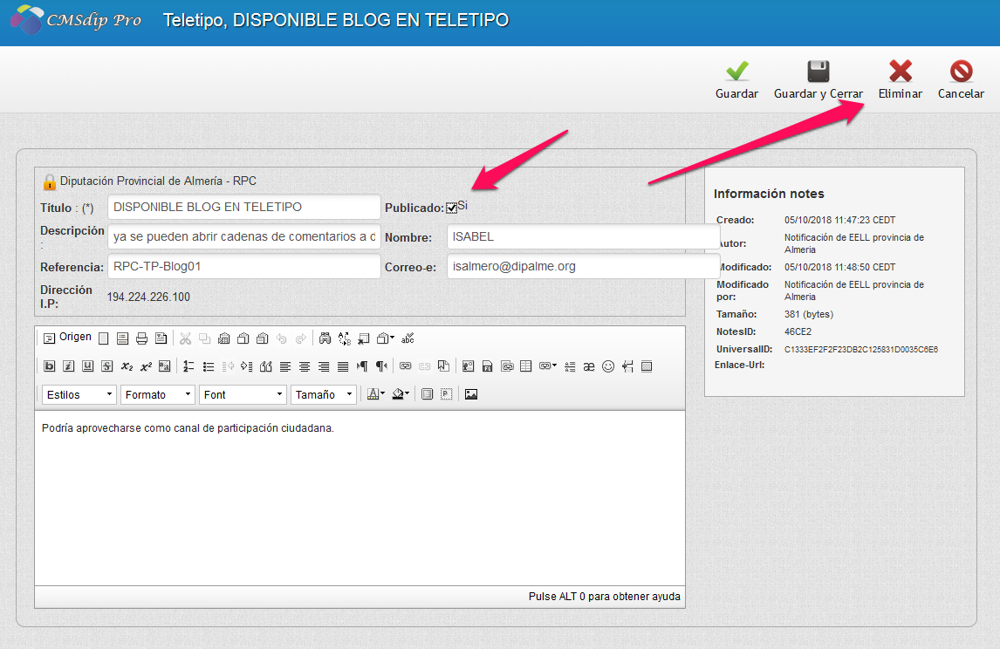 CMSdip Pro Teletipo, DISPONIBLE BLOG EN TELETIPO
Guardar Guardar y Cerrar Eliminar Cancelar
Diputación Provincial de Almería - RPC
Título : (*) DISPONIBLE BLOG EN TELETIPO Publicado: Si
Descripción : ya se pueden abrir cadenas de comentarios a d Nombre: ISABEL
Referencia: RPC-TP-Blog01 Correo-e: isalmero@dipalme.org
Dirección I.P: 194.224.226.100
Información notes
Creado: 05/10/2018 11:47:23 CEDT
utor: Notificación de EELL provincia de
Almeria
Modificado: 05/10/2018 11:48:50 CEDT
Modificado por: Notificación de EELL provincia de
Almeria
Tamaño: 381 (bytes)
NotesID: 46CE2
UniversalID: C1333EF2F2F23DB2C125831D0035C6E6
Enlace-Url:
Origen
Estilos Formato Font Tamaño
Podría aprovecharse como canal de participación ciudadana.
Pulse ALT 0 para obtener ayuda